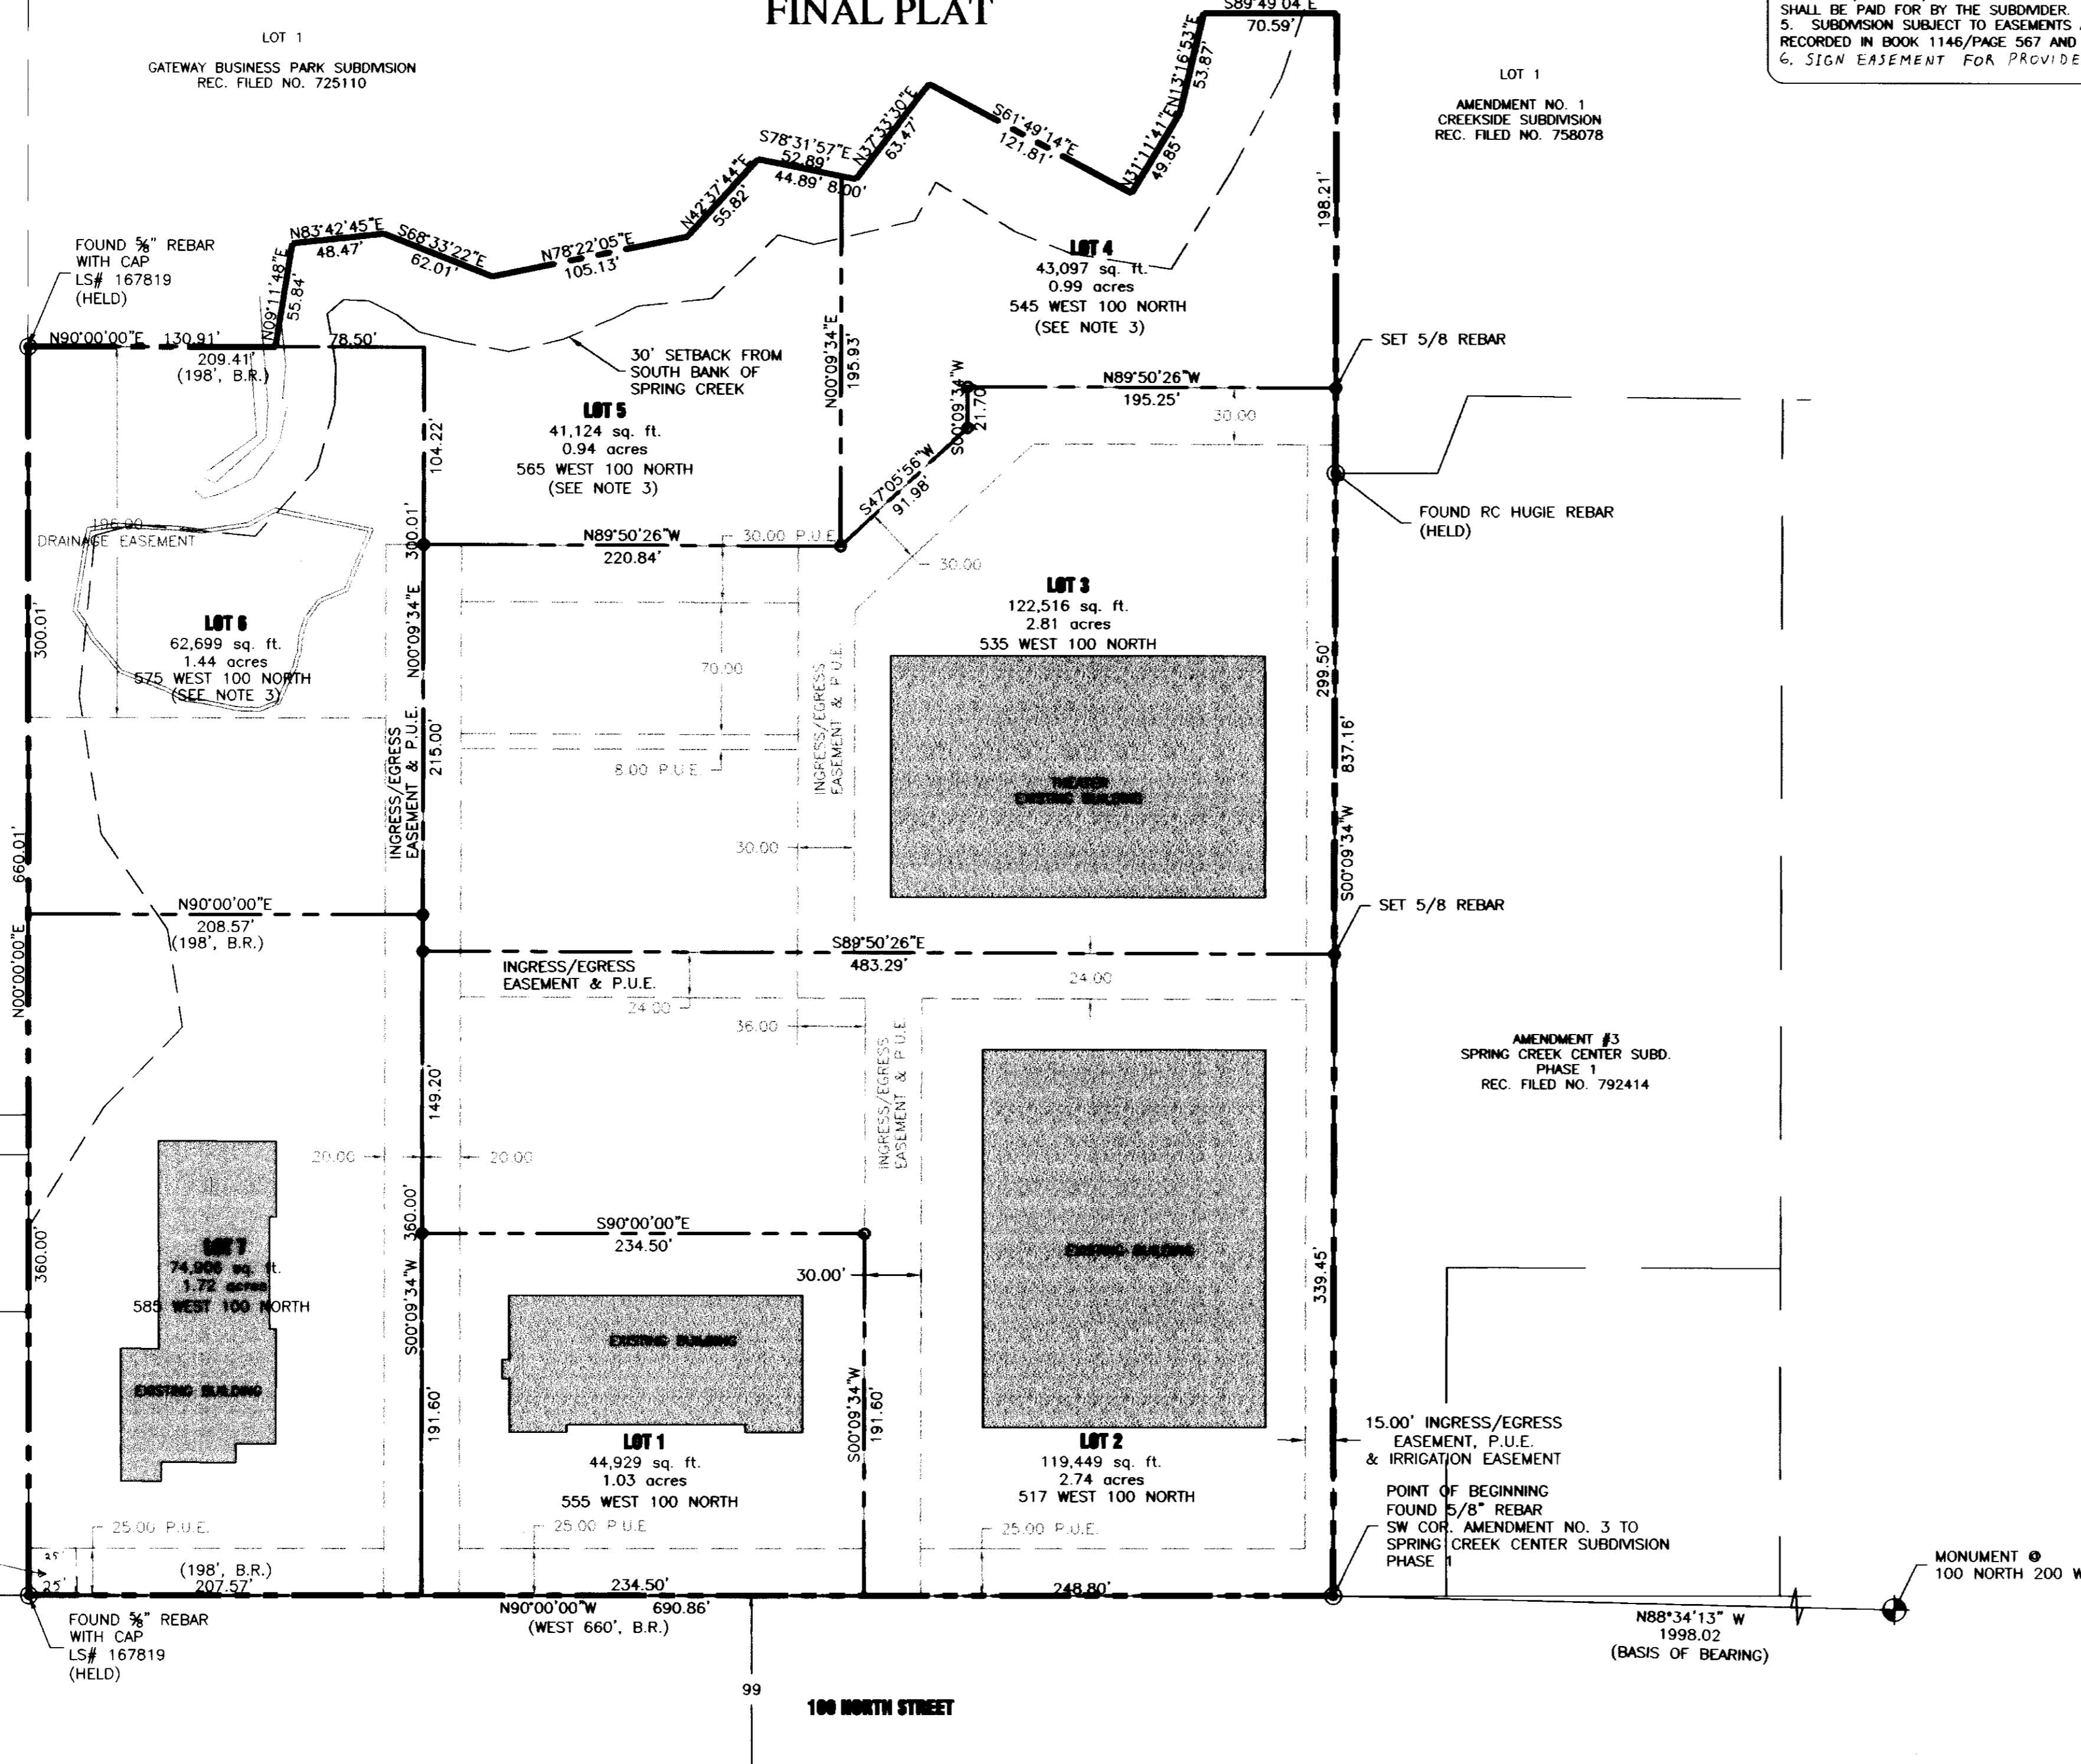 FINAL PLAT
LOT 1
GATEWAY BUSINESS PARK SUBDIVISION
REC. FILED NO. 725110
SHALL BE PAID FOR BY THE SUBDIVIDER.
5. SUBDIVISION SUBJECT TO EASEMENTS
RECORDED IN BOOK 1146/PAGE 567 AND
6. SIGN EASEMENT FOR PROVIDE
LOT 1
AMENDMENT NO. 1
CREEKSIDE SUBDIVISION
REC. FILED NO. 758078
S89°49'04"E
70.59'
N13°16'53"E
53.87'
N31°11'41"E
49.85'
S61°49'14"E
121.81'
N37°33'30"E
63.47'
S78°31'57"E
52.89'
44.89' 8.00'
N42°37'44"E
55.82'
N78°22'05"E
105.13'
S68°33'22"E
62.01'
N83°42'45"E
48.47'
N09°11'48"E
55.84'
198.21'
FOUND ⅝" REBAR
WITH CAP
LS# 167819
(HELD)
N90°00'00"E 130.91'
78.50'
209.41'
(198', B.R.)
30' SETBACK FROM
SOUTH BANK OF
SPRING CREEK
N00°09'34"E
195.93'
LOT 4
43,097 sq. ft.
0.99 acres
545 WEST 100 NORTH
(SEE NOTE 3)
SET 5/8 REBAR
N89°50'26"W
195.25'
30.00
S00°09'34"W
21.70
S47°05'56"W
91.98'
LOT 5
41,124 sq. ft.
0.94 acres
565 WEST 100 NORTH
(SEE NOTE 3)
104.22'
300.01'
FOUND RC HUGIE REBAR
(HELD)
196.00
DRAINAGE EASEMENT
N89°50'26"W
220.84'
30.00 P.U.E.
30.00
LOT 3
122,516 sq. ft.
2.81 acres
535 WEST 100 NORTH
LOT 6
62,699 sq. ft.
1.44 acres
575 WEST 100 NORTH
(SEE NOTE 3)
300.01'
N00°09'34"E
215.00'
INGRESS/EGRESS
EASEMENT & P.U.E.
70.00
8.00 P.U.E.
INGRESS/EGRESS
EASEMENT & P.U.E.
30.00
THEATER
EXISTING BUILDING
299.50'
837.16'
S00°09'34"W
660.01'
N00°00'00"E
N90°00'00"E
208.57'
(198', B.R.)
SET 5/8 REBAR
S89°50'26"E
483.29'
INGRESS/EGRESS
EASEMENT & P.U.E.
24.00
24.00
36.00
INGRESS/EGRESS
EASEMENT & P.U.E.
AMENDMENT #3
SPRING CREEK CENTER SUBD.
PHASE 1
REC. FILED NO. 792414
149.20'
20.00
20.00
360.00'
S00°09'34"W
S90°00'00"E
234.50'
30.00'
EXISTING BUILDING
339.45'
360.00'
LOT 7
74,906 sq. ft.
1.72 acres
585 WEST 100 NORTH
EXISTING BUILDING
EXISTING BUILDING
191.60'
S00°09'34"W
191.60'
LOT 1
44,929 sq. ft.
1.03 acres
555 WEST 100 NORTH
LOT 2
119,449 sq. ft.
2.74 acres
517 WEST 100 NORTH
15.00' INGRESS/EGRESS
EASEMENT, P.U.E.
& IRRIGATION EASEMENT
POINT OF BEGINNING
FOUND 5/8" REBAR
SW COR. AMENDMENT NO. 3 TO
SPRING CREEK CENTER SUBDIVISION
PHASE 1
25.00 P.U.E.
25.00 P.U.E
25.00 P.U.E.
25'
25'
(198', B.R.)
207.57'
234.50'
248.80'
N90°00'00"W 690.86'
(WEST 660', B.R.)
FOUND ⅝" REBAR
WITH CAP
LS# 167819
(HELD)
MONUMENT @
100 NORTH 200 W
N88°34'13" W
1998.02
(BASIS OF BEARING)
99
100 NORTH STREET